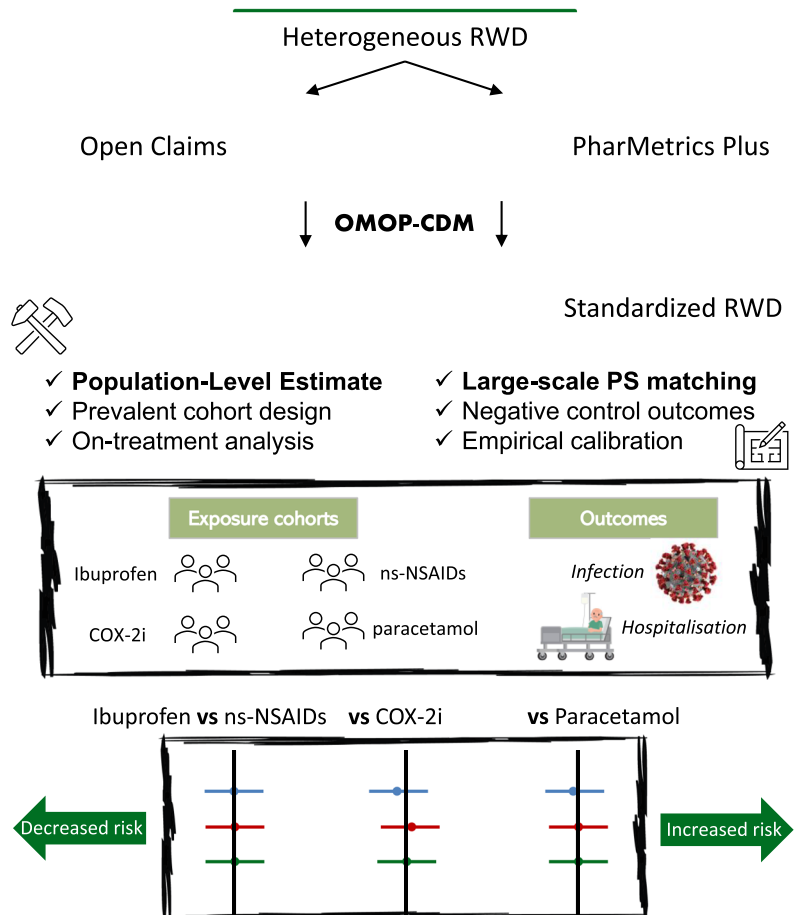 Heterogeneous RWD
Open Claims
PharMetrics Plus
OMOP-CDM
Standardized RWD
✓ Population-Level Estimate
✓ Prevalent cohort design
✓ On-treatment analysis
✓ Large-scale PS matching
✓ Negative control outcomes
✓ Empirical calibration
Exposure cohorts
Outcomes
Ibuprofen
ns-NSAIDs
Infection
COX-2i
paracetamol
Hospitalisation
Ibuprofen vs ns-NSAIDs vs COX-2i vs Paracetamol
Decreased risk
Increased risk